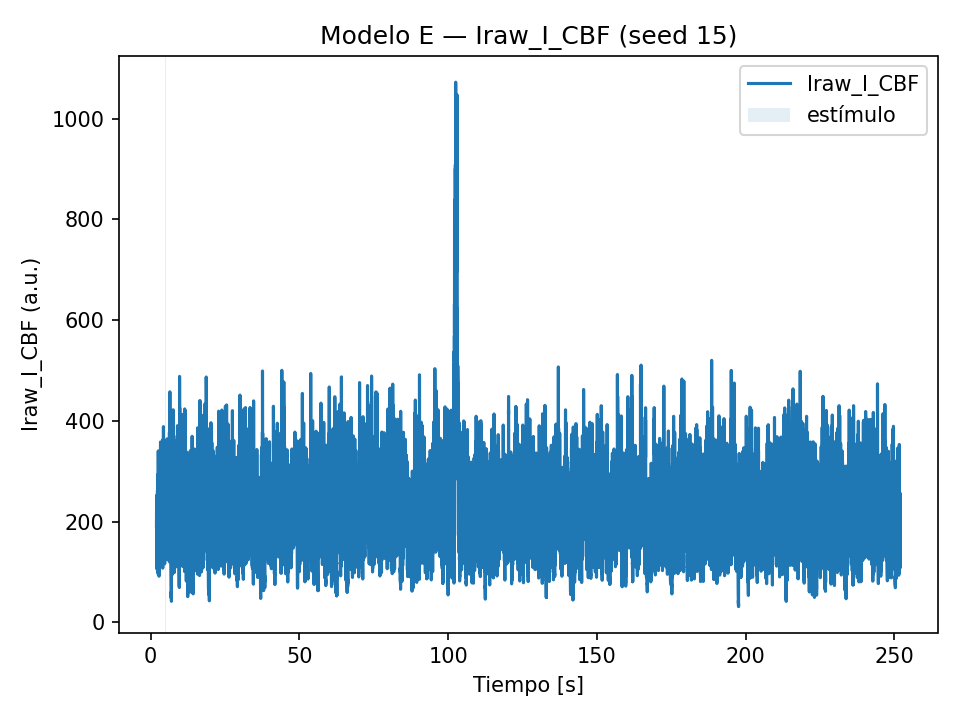 Modelo E — Iraw_I_CBF (seed 15)
Iraw_I_CBF
estímulo
Iraw_I_CBF (a.u.)
1000
800
600
400
200
0
0 50 100 150 200 250
Tiempo [s]